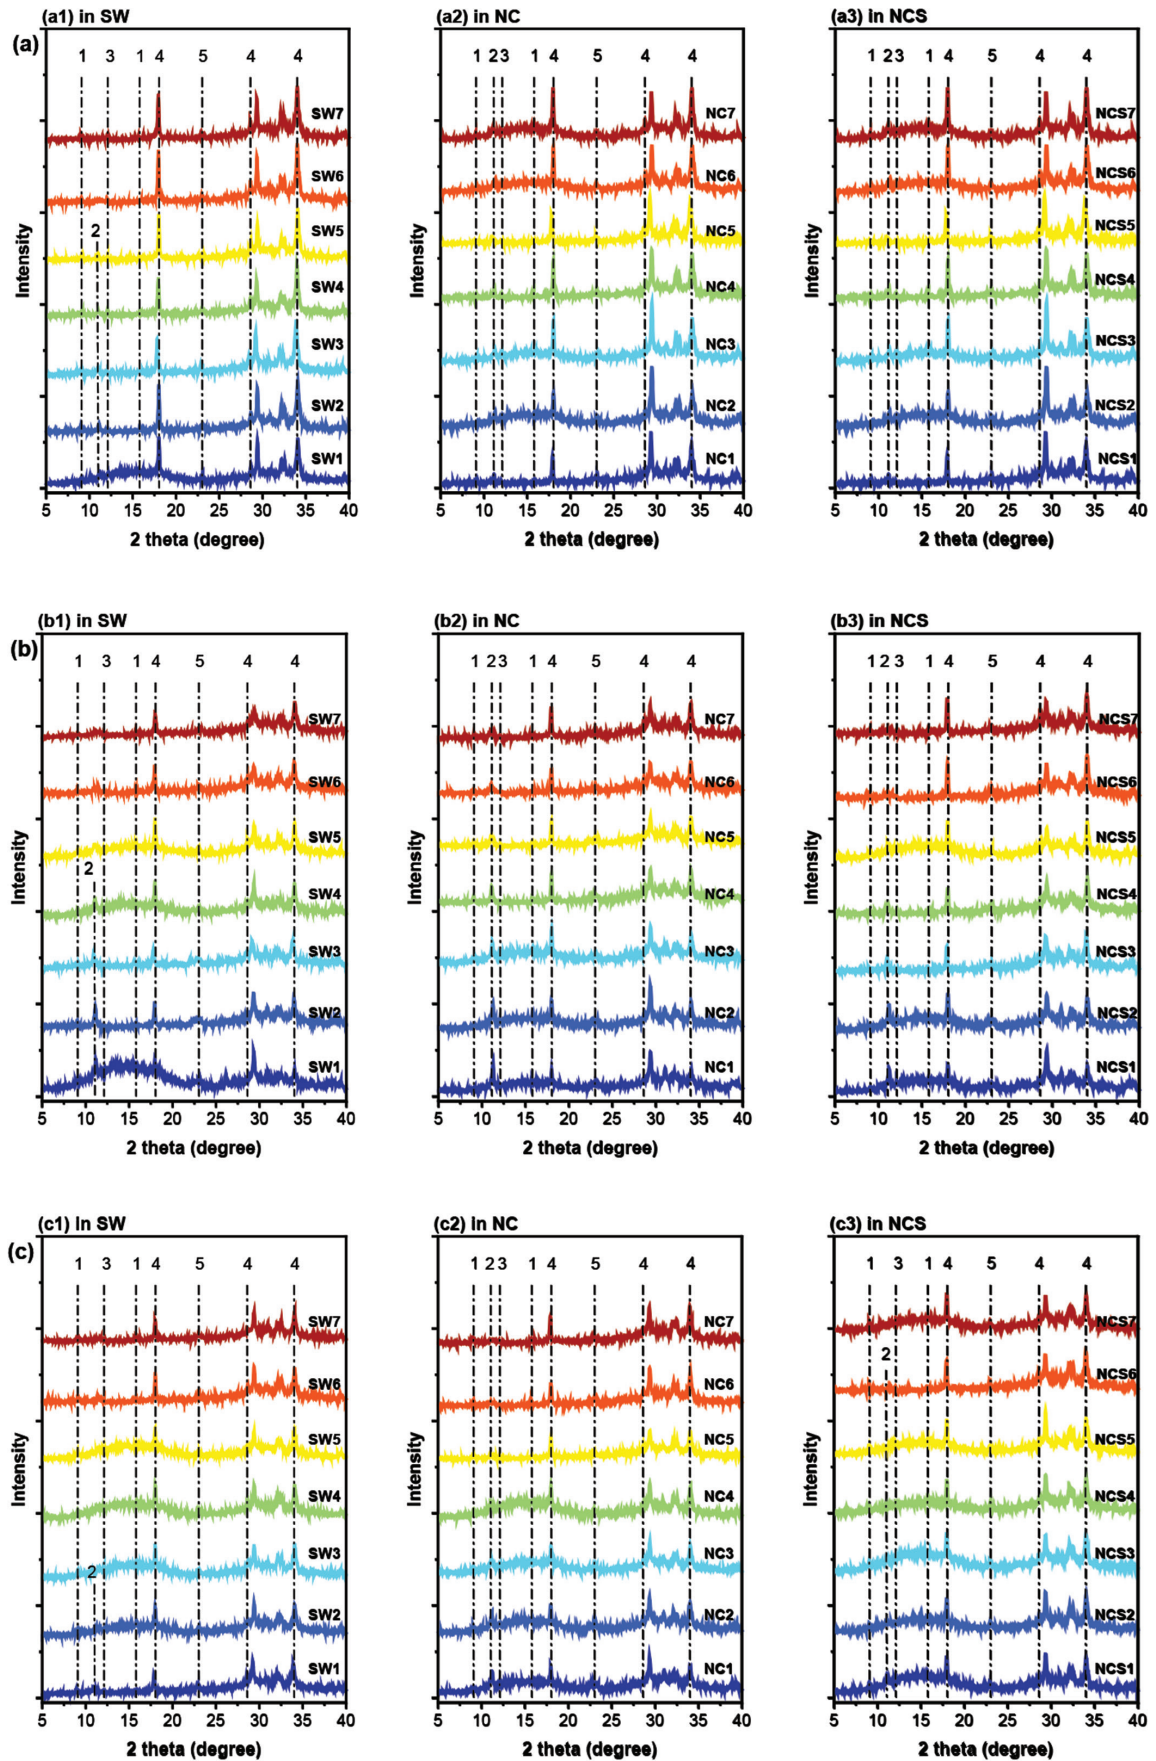 (a)
(a1) in SW
1 3 1 4 5 4 4
2
SW7
SW6
SW5
SW4
SW3
SW2
SW1
Intensity
5 10 15 20 25 30 35 40
2 theta (degree)
(a2) in NC
1 2 3 1 4 5 4 4
NC7
NC6
NC5
NC4
NC3
NC2
NC1
Intensity
5 10 15 20 25 30 35 40
2 theta (degree)
(a3) in NCS
1 2 3 1 4 5 4 4
NCS7
NCS6
NCS5
NCS4
NCS3
NCS2
NCS1
Intensity
5 10 15 20 25 30 35 40
2 theta (degree)
(b)
(b1) in SW
1 3 1 4 5 4 4
SW7
SW6
SW5
2
SW4
SW3
SW2
SW1
Intensity
5 10 15 20 25 30 35 40
2 theta (degree)
(b2) in NC
1 2 3 1 4 5 4 4
NC7
NC6
NC5
NC4
NC3
NC2
NC1
Intensity
5 10 15 20 25 30 35 40
2 theta (degree)
(b3) in NCS
1 2 3 1 4 5 4 4
NCS7
NCS6
NCS5
NCS4
NCS3
NCS2
NCS1
Intensity
5 10 15 20 25 30 35 40
2 theta (degree)
(c)
(c1) in SW
1 3 1 4 5 4 4
SW7
SW6
SW5
SW4
SW3
2
SW2
SW1
Intensity
5 10 15 20 25 30 35 40
2 theta (degree)
(c2) in NC
1 2 3 1 4 5 4 4
NC7
NC6
NC5
NC4
NC3
NC2
NC1
Intensity
5 10 15 20 25 30 35 40
2 theta (degree)
(c3) in NCS
1 3 1 4 5 4 4
NCS7
2
NCS6
NCS5
NCS4
NCS3
NCS2
NCS1
Intensity
5 10 15 20 25 30 35 40
2 theta (degree)